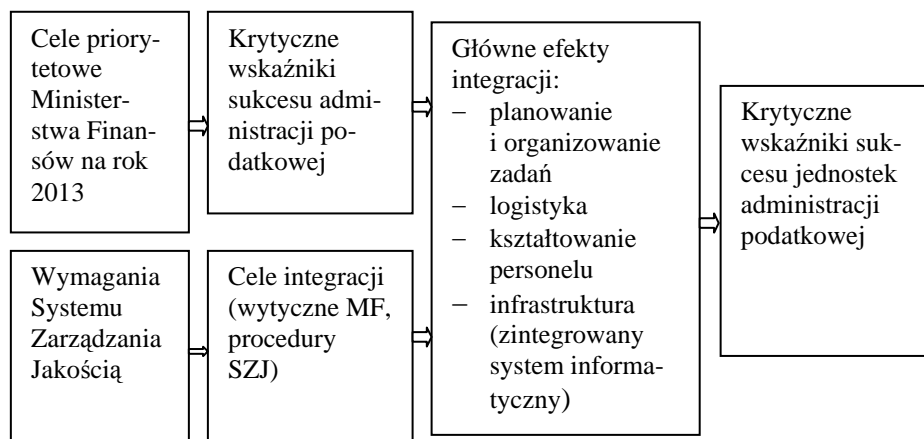 Cele priory-
tetowe
Minister-
stwa Finan-
sów na rok
2013
Krytyczne
wskaźniki
sukcesu admi-
nistracji po-
datkowej
Główne efekty
integracji:
– planowanie
i organizowanie
zadań
– logistyka
– kształtowanie
personelu
– infrastruktura
(zintegrowany
system informa-
tyczny)
Krytyczne
wskaźniki suk-
cesu jednostek
administracji
podatkowej
Wymagania
Systemu
Zarządzania
Jakością
Cele integracji
(wytyczne MF,
procedury
SZJ)